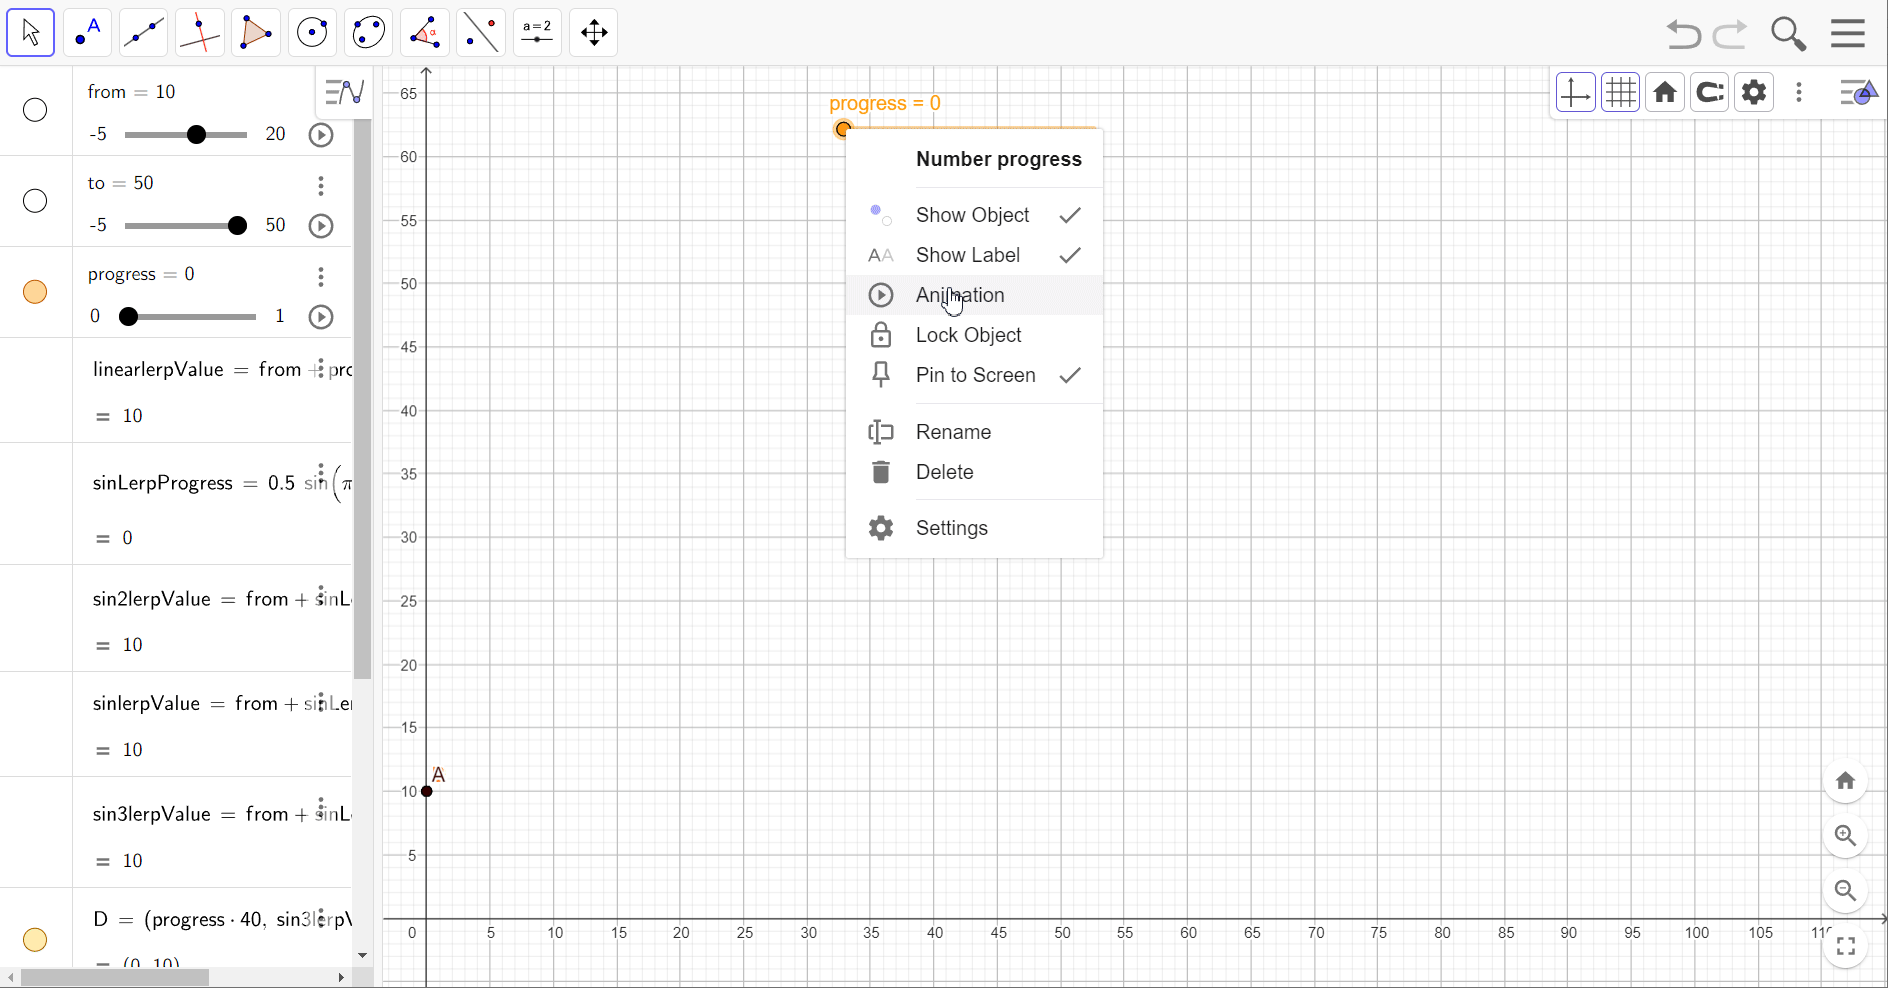 A
α
a=2
from = 10
-5 20
to = 50
-5 50
progress = 0
0 1
linearlerpValue = from + pro
= 10
sinLerpProgress = 0.5 sin(π
= 0
sin2lerpValue = from + sinL
= 10
sinlerpValue = from + sinLer
= 10
sin3lerpValue = from + sinL
= 10
D = (progress · 40, sin3lerpV
= (0, 10)
progress = 0
Number progress
Show Object
Show Label
AA
Animation
Lock Object
Pin to Screen
Rename
Delete
Settings
65
60
55
50
45
40
35
30
25
20
15
10
5
A
0 5 10 15 20 25 30 35 40 45 50 55 60 65 70 75 80 85 90 95 100 105 110